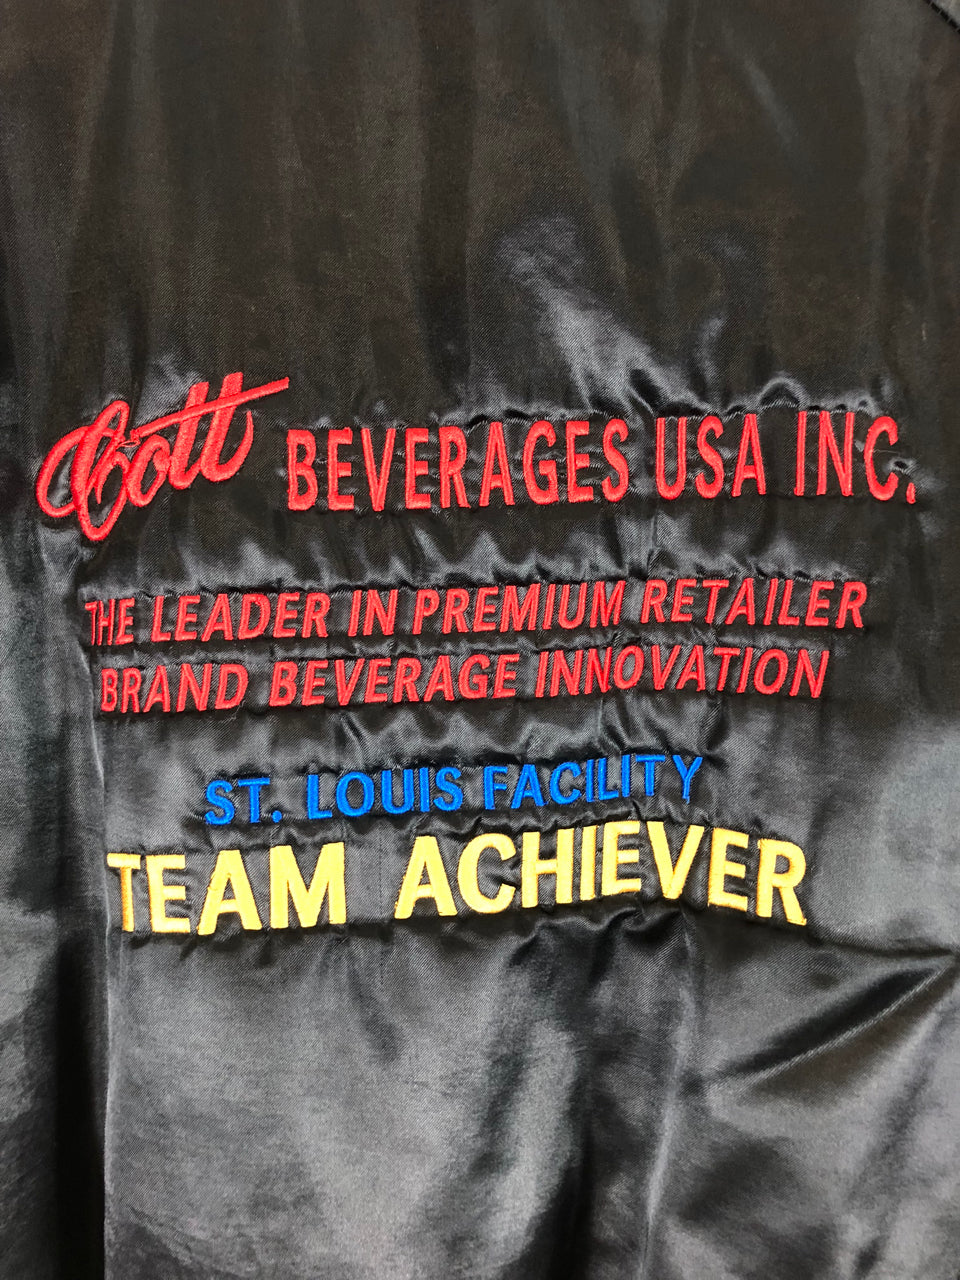 Cott BEVERAGES USA INC.
THE LEADER IN PREMIUM RETAILER
BRAND BEVERAGE INNOVATION
ST. LOUIS FACILITY
TEAM ACHIEVER